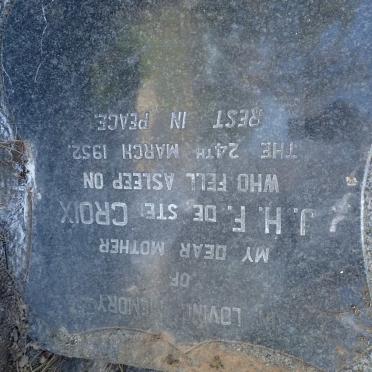 LOVING MEMORY
OF
MY DEAR MOTHER
J. H. F. DE STE. CROIX
WHO FELL ASLEEP ON
THE 24TH MARCH 1952.
REST IN PEACE.